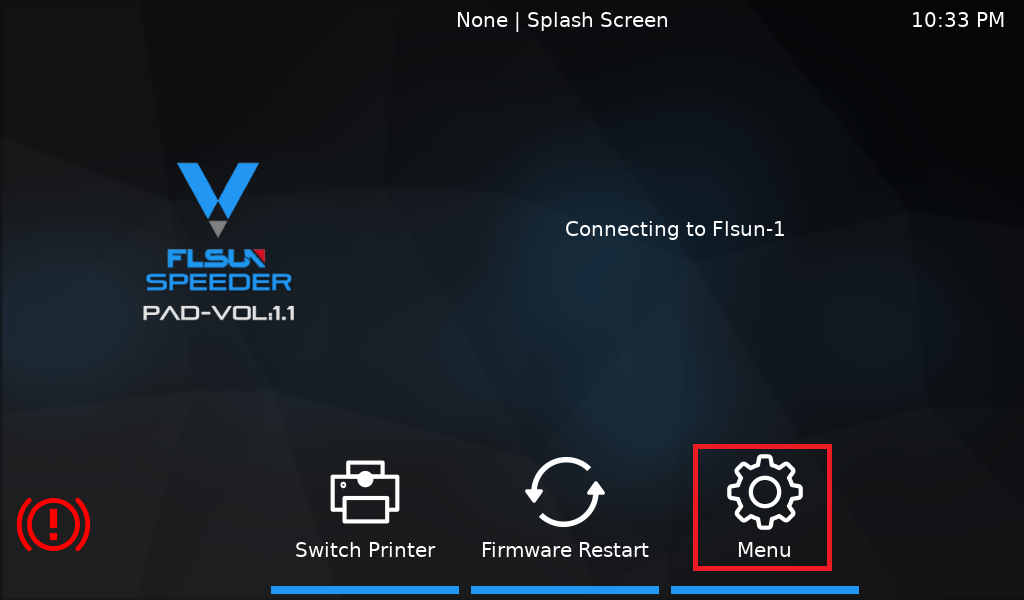 None | Splash Screen
10:33 PM
FLSUN
SPEEDER
PAD-VOL:1.1
Connecting to Flsun-1
Switch Printer
Firmware Restart
Menu